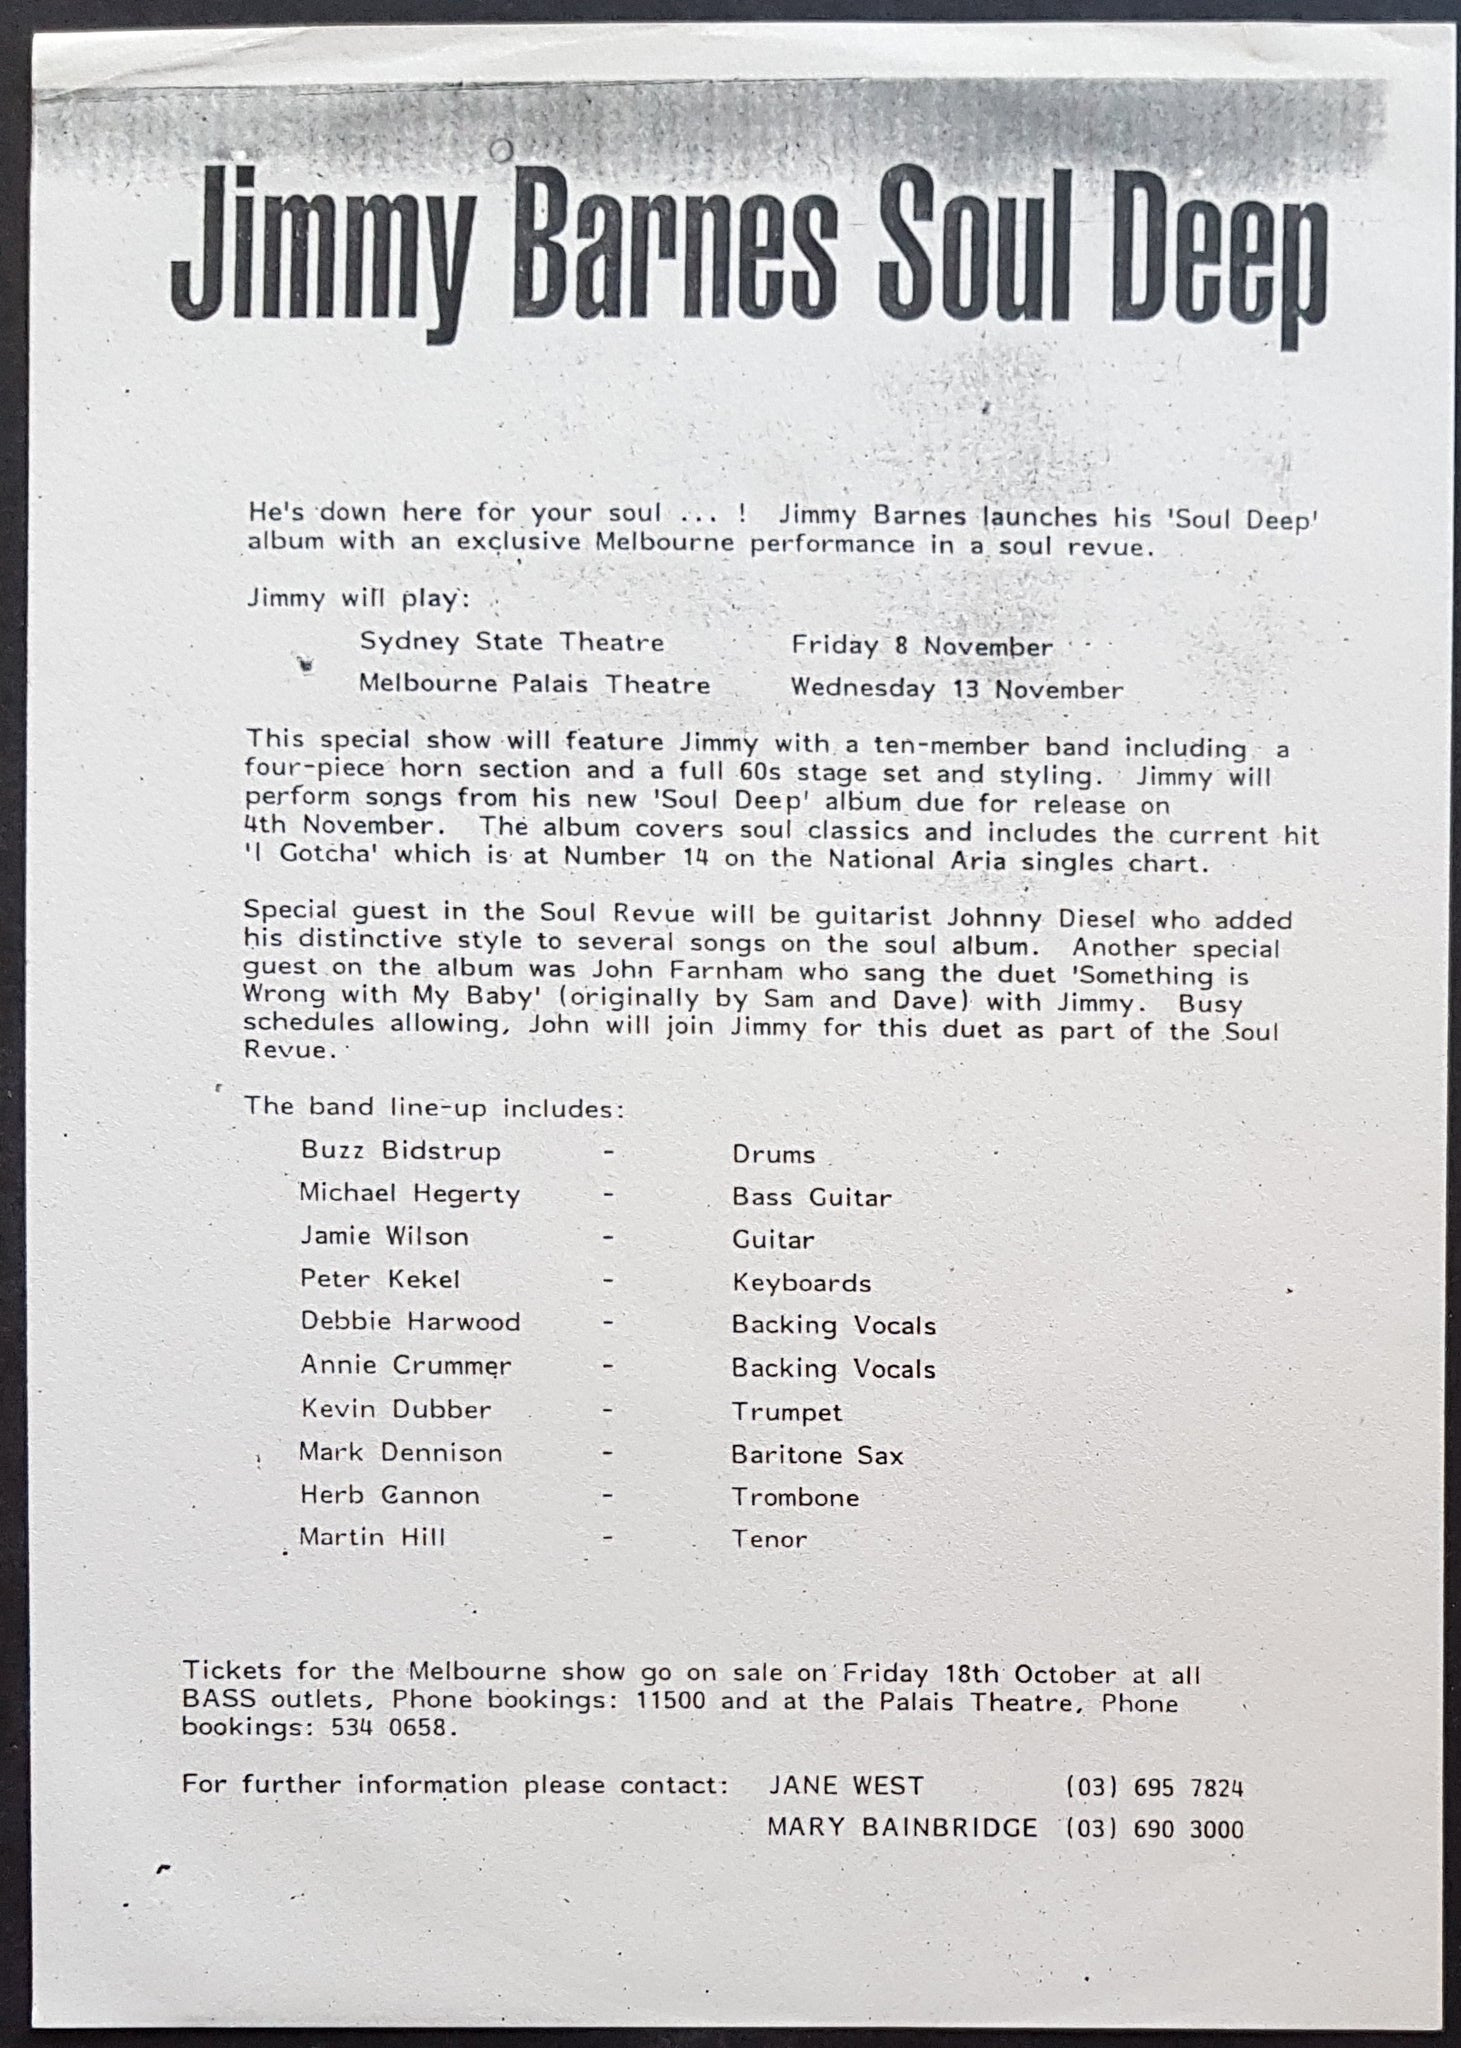 Jimmy Barnes Soul Deep
He's down here for your soul ... ! Jimmy Barnes launches his 'Soul Deep'
album with an exclusive Melbourne performance in a soul revue.
Jimmy will play:
Sydney State Theatre Friday 8 November
Melbourne Palais Theatre Wednesday 13 November
This special show will feature Jimmy with a ten-member band including a
four-piece horn section and a full 60s stage set and styling. Jimmy will
perform songs from his new 'Soul Deep' album due for release on
4th November. The album covers soul classics and includes the current hit
'I Gotcha' which is at Number 14 on the National Aria singles chart.
Special guest in the Soul Revue will be guitarist Johnny Diesel who added
his distinctive style to several songs on the soul album. Another special
guest on the album was John Farnham who sang the duet 'Something is
Wrong with My Baby' (originally by Sam and Dave) with Jimmy. Busy
schedules allowing, John will join Jimmy for this duet as part of the Soul
Revue.
The band line-up includes:
Buzz Bidstrup - Drums
Michael Hegerty - Bass Guitar
Jamie Wilson - Guitar
Peter Kekel - Keyboards
Debbie Harwood - Backing Vocals
Annie Crummer - Backing Vocals
Kevin Dubber - Trumpet
Mark Dennison - Baritone Sax
Herb Cannon - Trombone
Martin Hill - Tenor
Tickets for the Melbourne show go on sale on Friday 18th October at all
BASS outlets, Phone bookings: 11500 and at the Palais Theatre, Phone
bookings: 534 0658.
For further information please contact: JANE WEST (03) 695 7824
MARY BAINBRIDGE (03) 690 3000